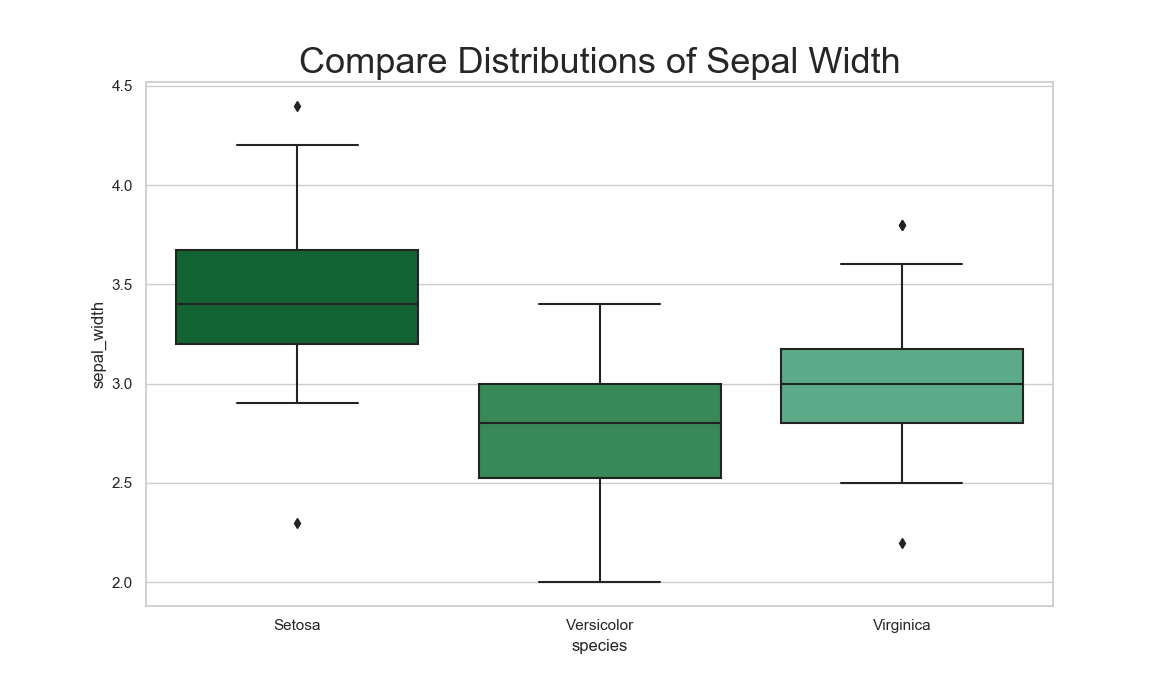 Compare Distributions of Sepal Width
4.5
4.0
3.5
3.0
2.5
2.0
sepal_width
Setosa
Versicolor
Virginica
species